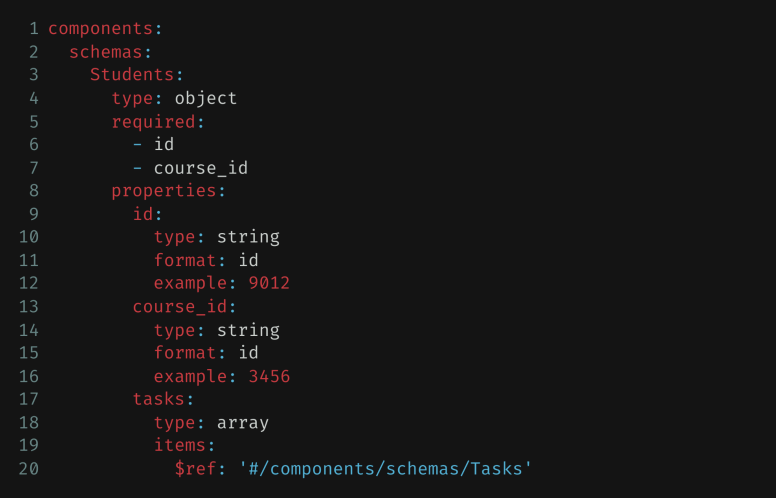 1 components:
2   schemas:
3     Students:
4       type: object
5       required:
6         - id
7         - course_id
8       properties:
9         id:
10           type: string
11           format: id
12           example: 9012
13         course_id:
14           type: string
15           format: id
16           example: 3456
17         tasks:
18           type: array
19           items:
20             $ref: '#/components/schemas/Tasks'